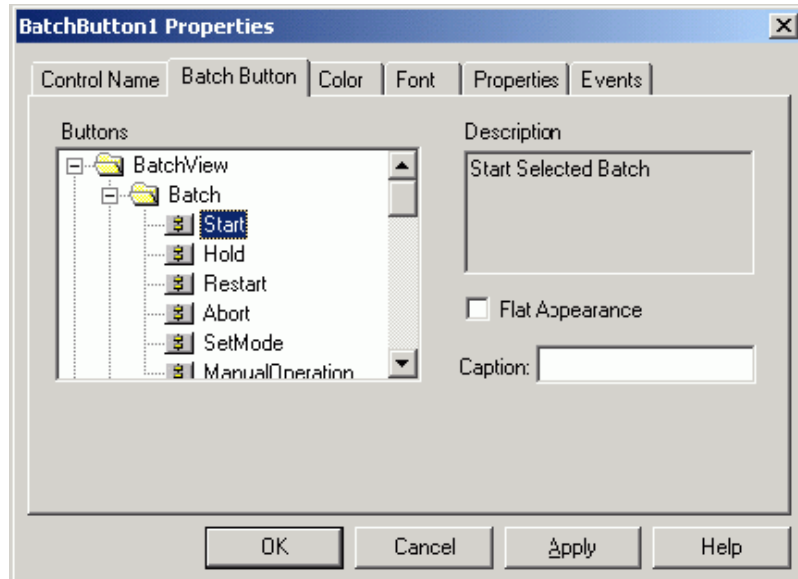 BatchButton1 Properties
Control Name Batch Button Color Font Properties Events
Buttons
BatchView
Batch
Start
Hold
Restart
Abort
SetMode
ManualOperation
Description
Start Selected Batch
Flat Appearance
Caption:
OK Cancel Apply Help